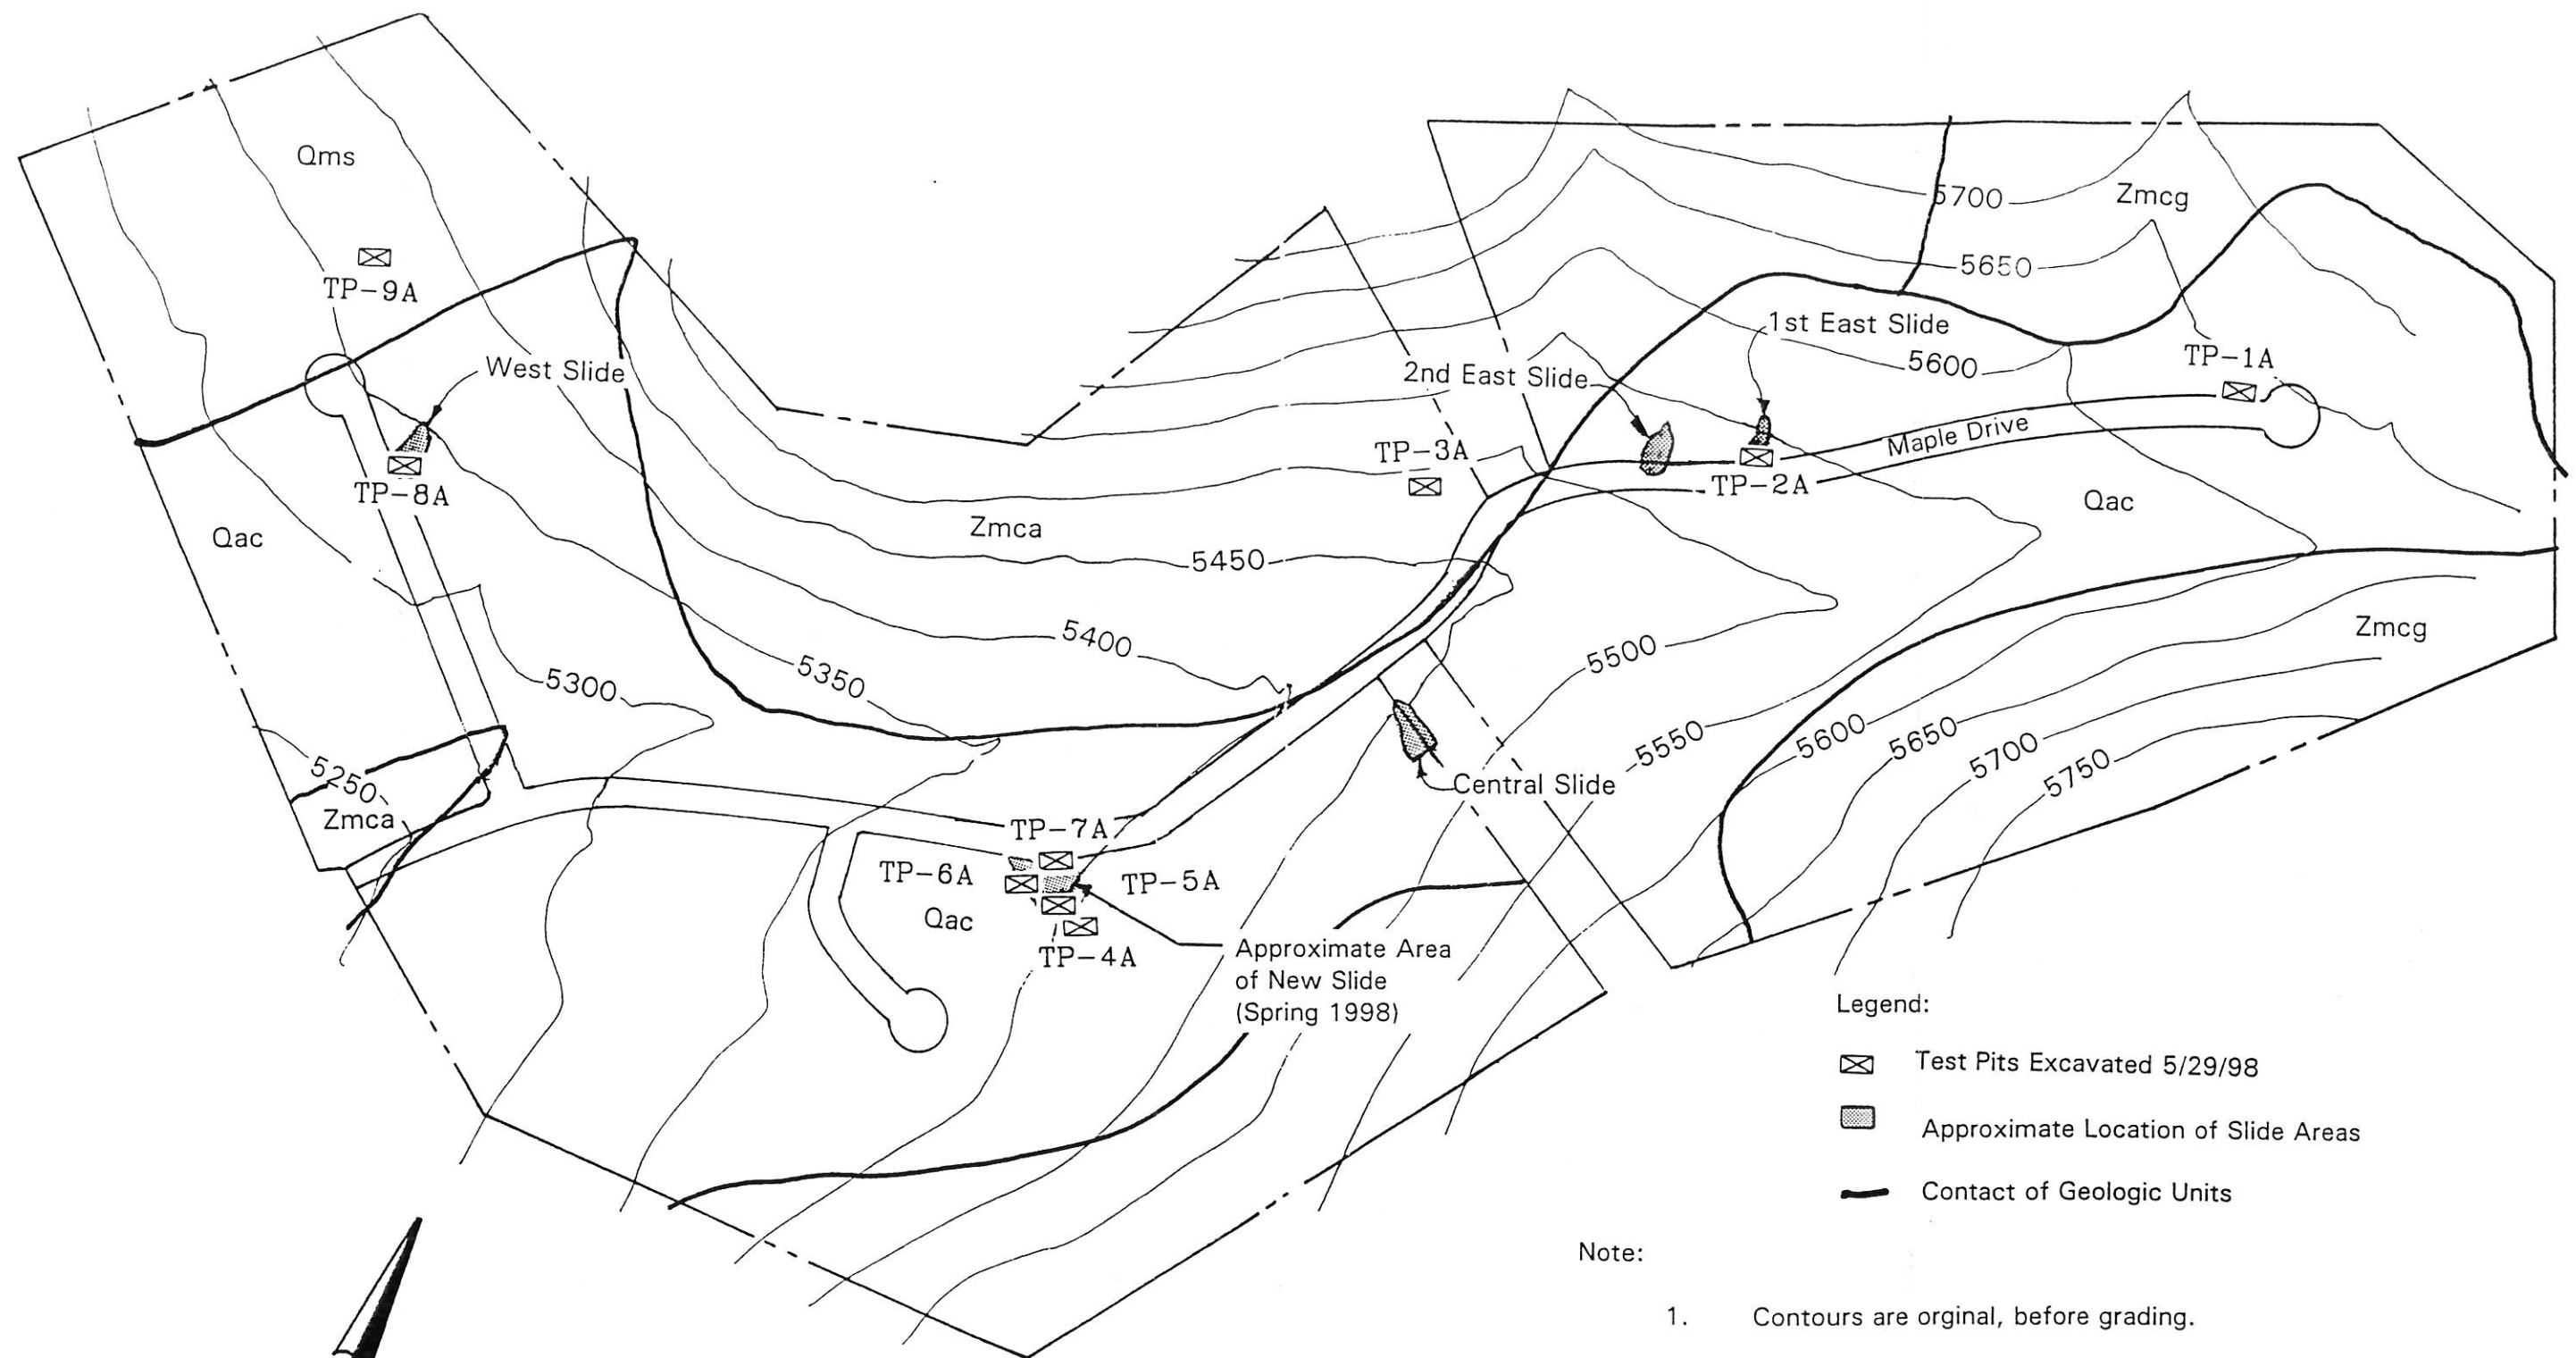 Qms
5700
Zmcg
5650
TP-9A
1st East Slide
TP-1A
5600
West Slide
2nd East Slide
Maple Drive
TP-3A
TP-2A
TP-8A
Qac
Qac
Zmca
5450
Zmcg
5400
5500
5350
5300
5550
5600
5650
5700
5750
5250
Central Slide
Zmca
TP-7A
TP-6A
TP-5A
Qac
TP-4A
Approximate Area
of New Slide
(Spring 1998)
Legend:
Test Pits Excavated 5/29/98
Approximate Location of Slide Areas
Contact of Geologic Units
Note:
1. Contours are orginal, before grading.